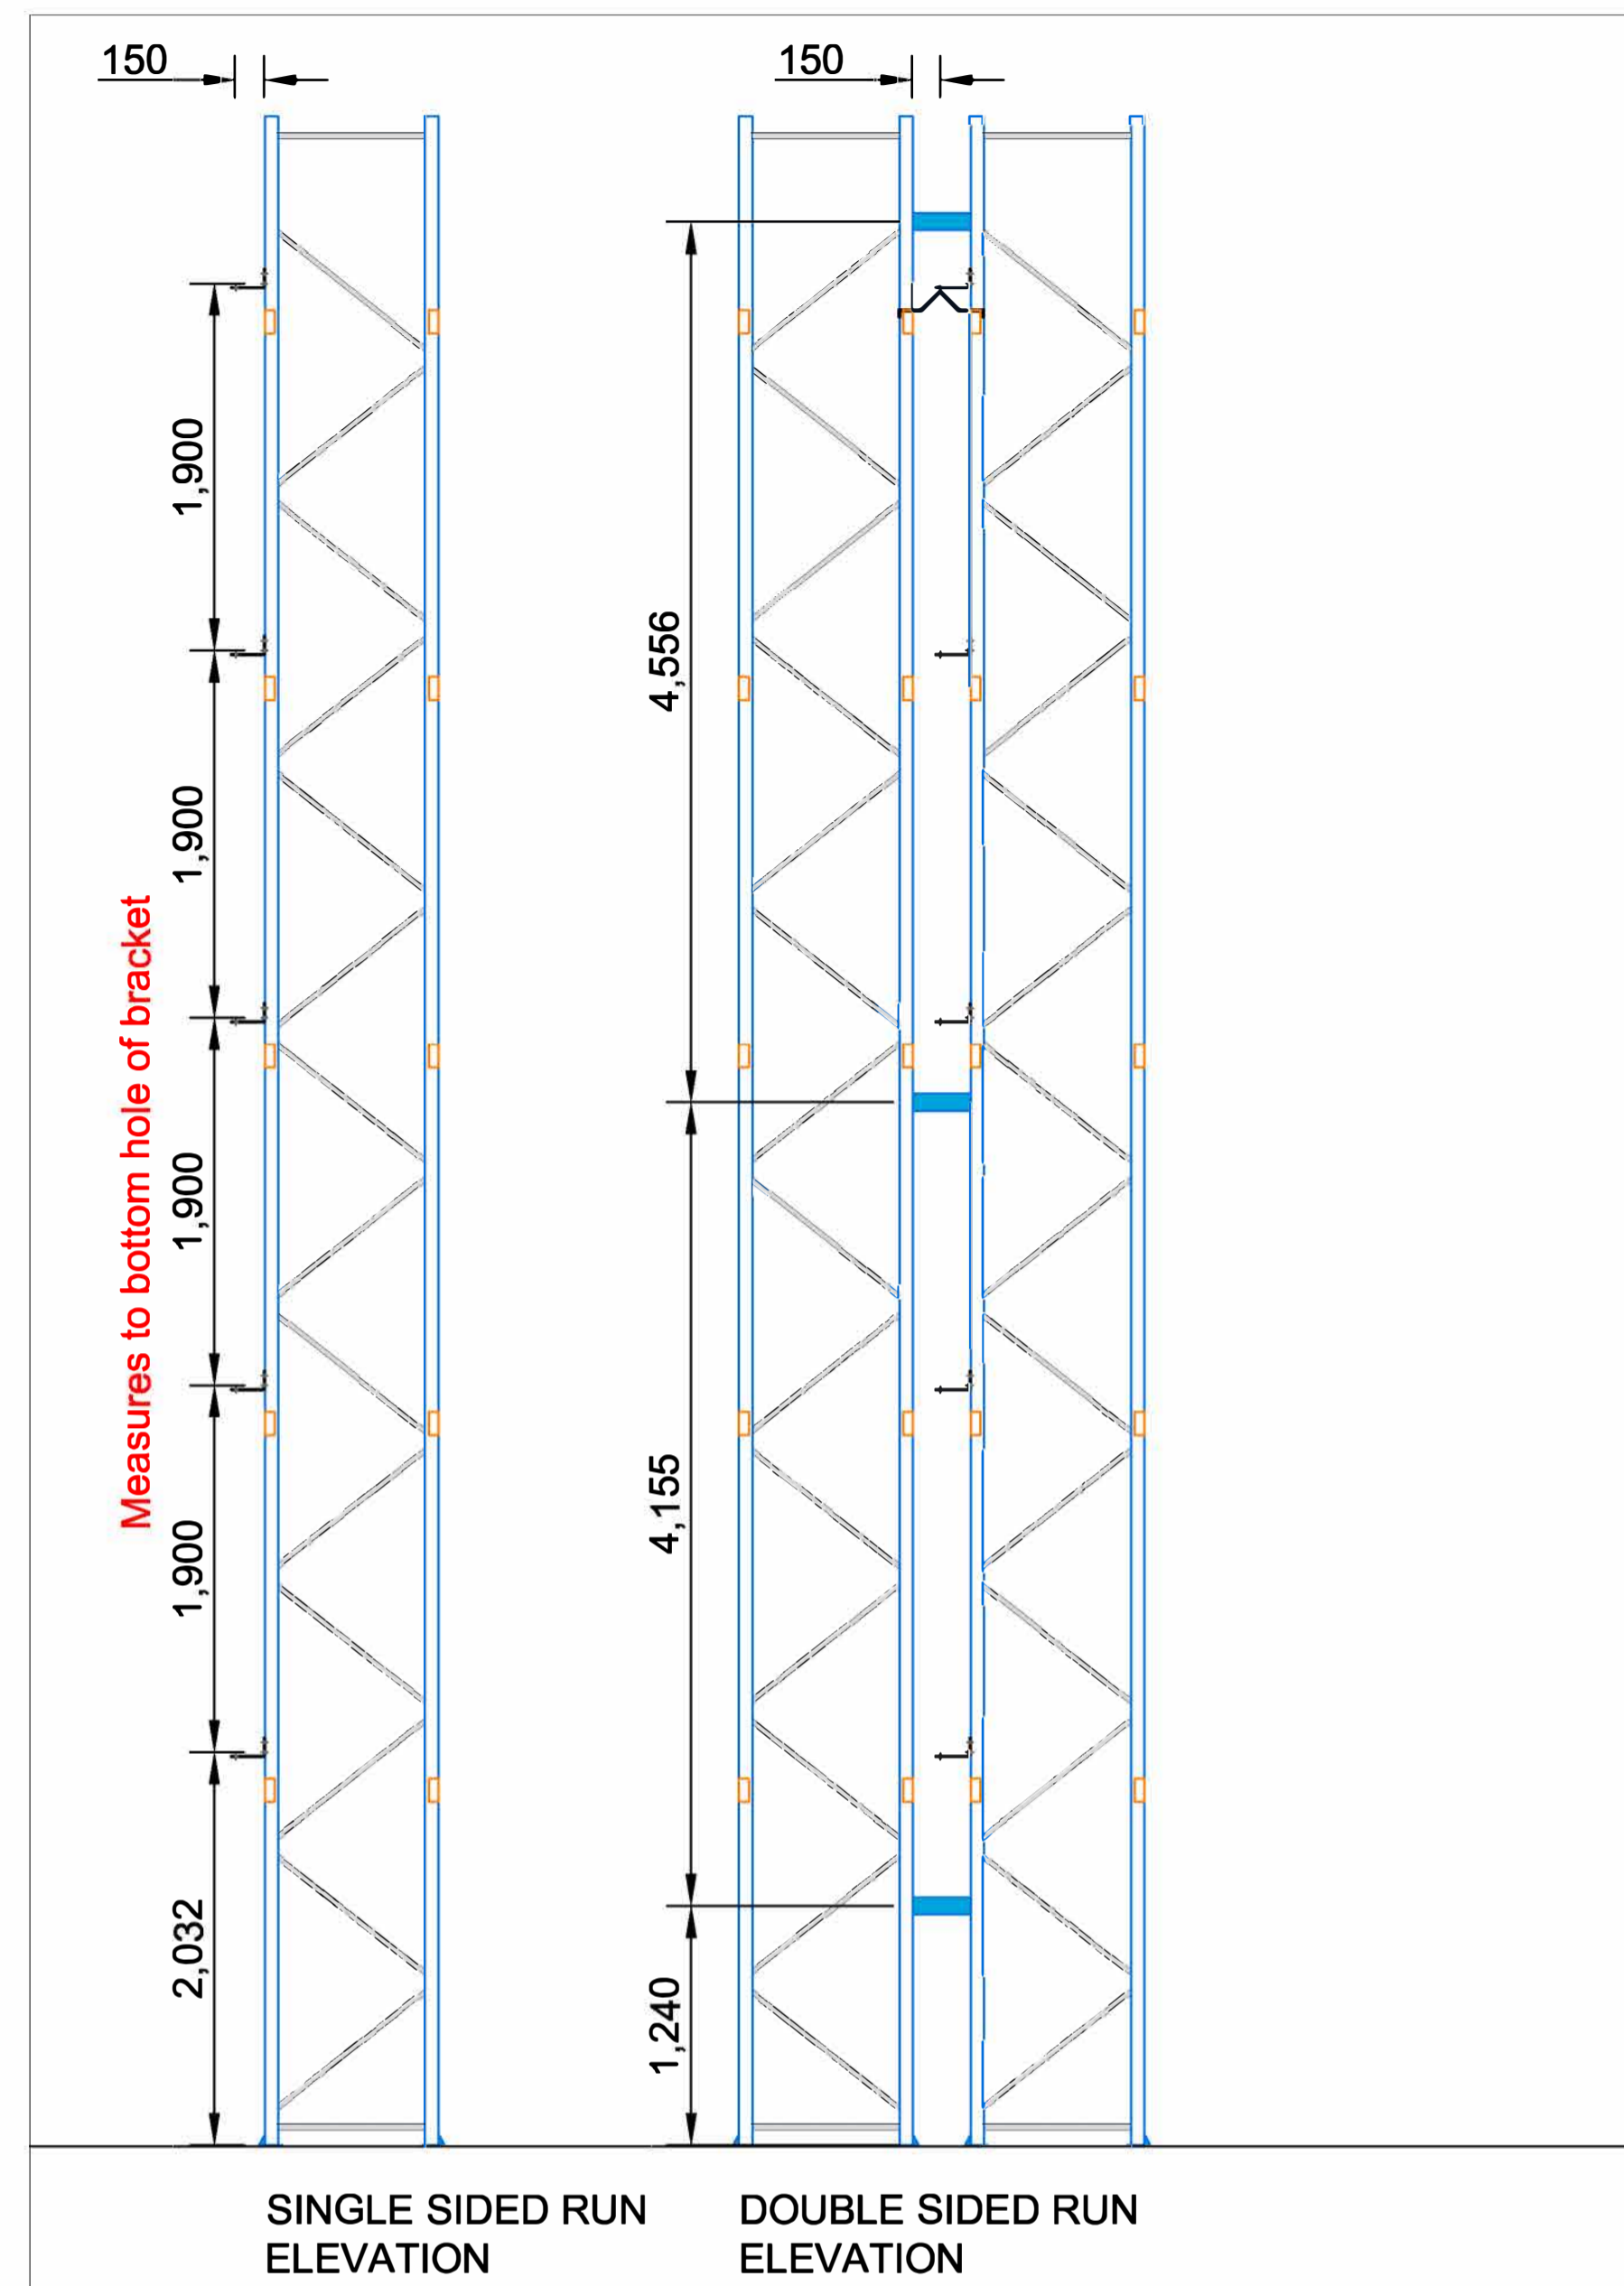 150
150
1,900
4,556
1,900
Measures to bottom hole of bracket
1,900
4,155
1,900
2,032
1,240
SINGLE SIDED RUN
ELEVATION
DOUBLE SIDED RUN
ELEVATION